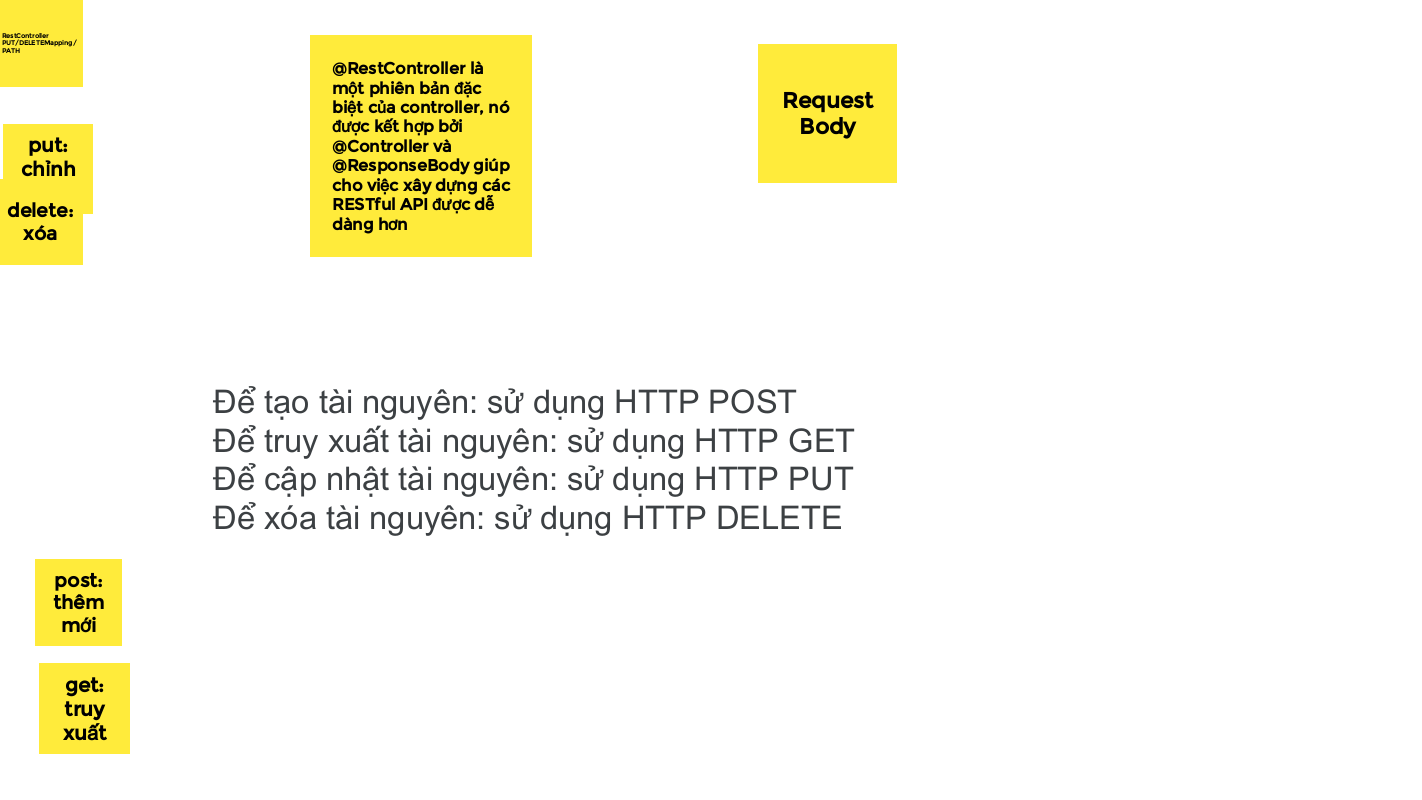 RestController
PUT/DELETEMapping/
PATH
put:
chỉnh
delete:
xóa
@RestController là
một phiên bản đặc
biệt của controller, nó
được kết hợp bởi
@Controller và
@ResponseBody giúp
cho việc xây dựng các
RESTful API được dễ
dàng hơn
Request
Body
Để tạo tài nguyên: sử dụng HTTP POST
Để truy xuất tài nguyên: sử dụng HTTP GET
Để cập nhật tài nguyên: sử dụng HTTP PUT
Để xóa tài nguyên: sử dụng HTTP DELETE
post:
thêm
mới
get:
truy
xuất